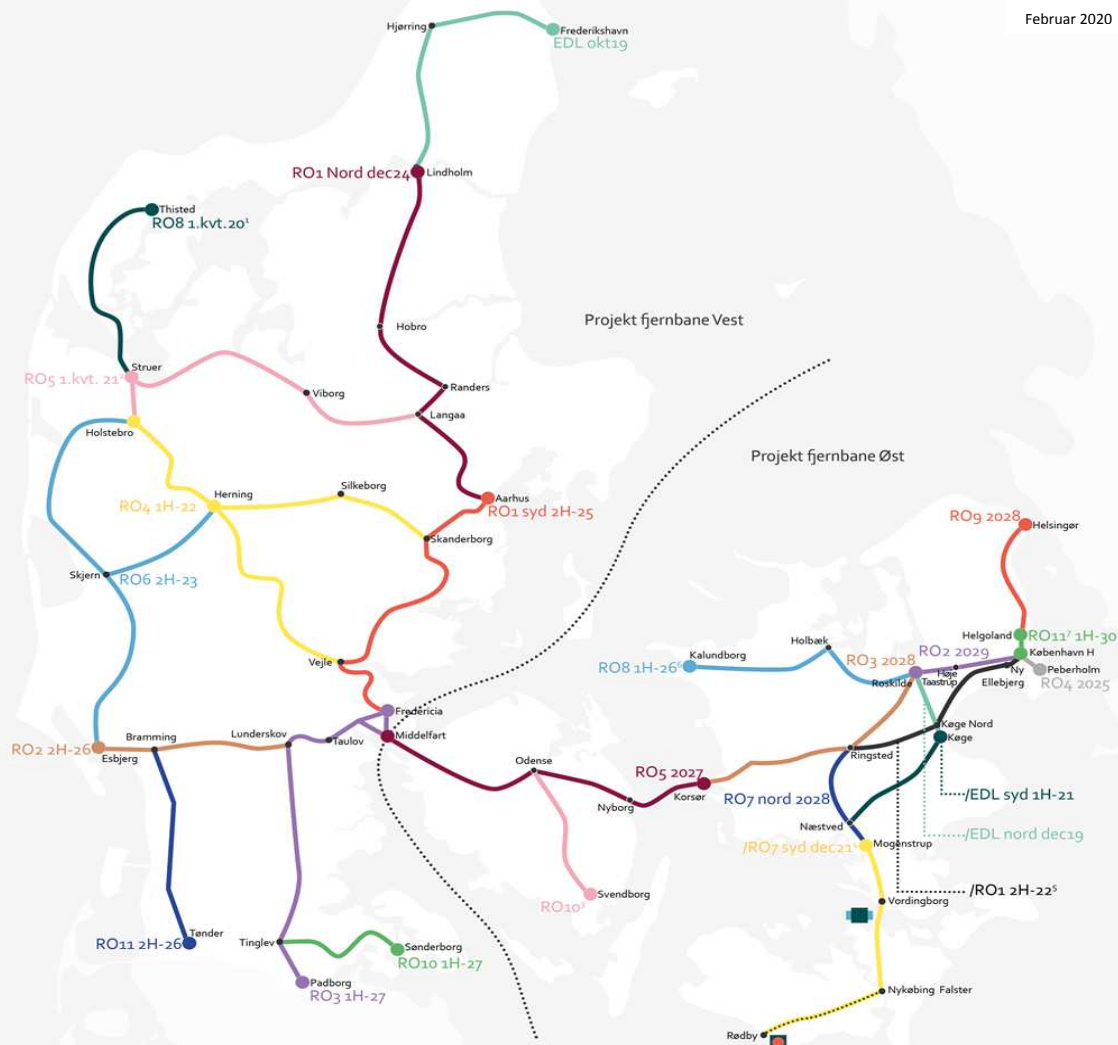 Februar 2020
Hjørring
Frederikshavn
EDL okt19
RO1 Nord dec24
Lindholm
Thisted
RO8 1.kvt.20¹
Projekt fjernbane Vest
Hobro
Struer
RO5 1.kvt. 21
Viborg
Randers
Langaa
Holstebro
Projekt fjernbane Øst
Herning
Silkeborg
RO4 1H-22
Aarhus
RO1 syd 2H-25
RO9 2028
Helsingør
Skanderborg
Skjern
RO6 2H-23
Helgoland
RO11⁷ 1H-30
Holbæk
København H
Kalundborg
RO3 2028
RO2 2029
Vejle
RO8 1H-26⁶
Høje
Taastrup
Ny
Ellebjerg
Peberholm
RO4 2025
Roskilde
Fredericia
Køge Nord
Køge
Bramming
Lunderskov
Taulov
Middelfart
RO2 2H-26
Esbjerg
Ringsted
Odense
RO5 2027
Korsør
Nyborg
RO7 nord 2028
/EDL syd 1H-21
Næstved
/EDL nord dec19
/RO7 syd dec21
Mogenstrup
/RO1 2H-22⁵
Svendborg
RO10³
Vordingborg
Tønder
RO11 2H-26
Tinglev
Sønderborg
RO10 1H-27
Padborg
RO3 1H-27
Nykøbing Falster
Rødby